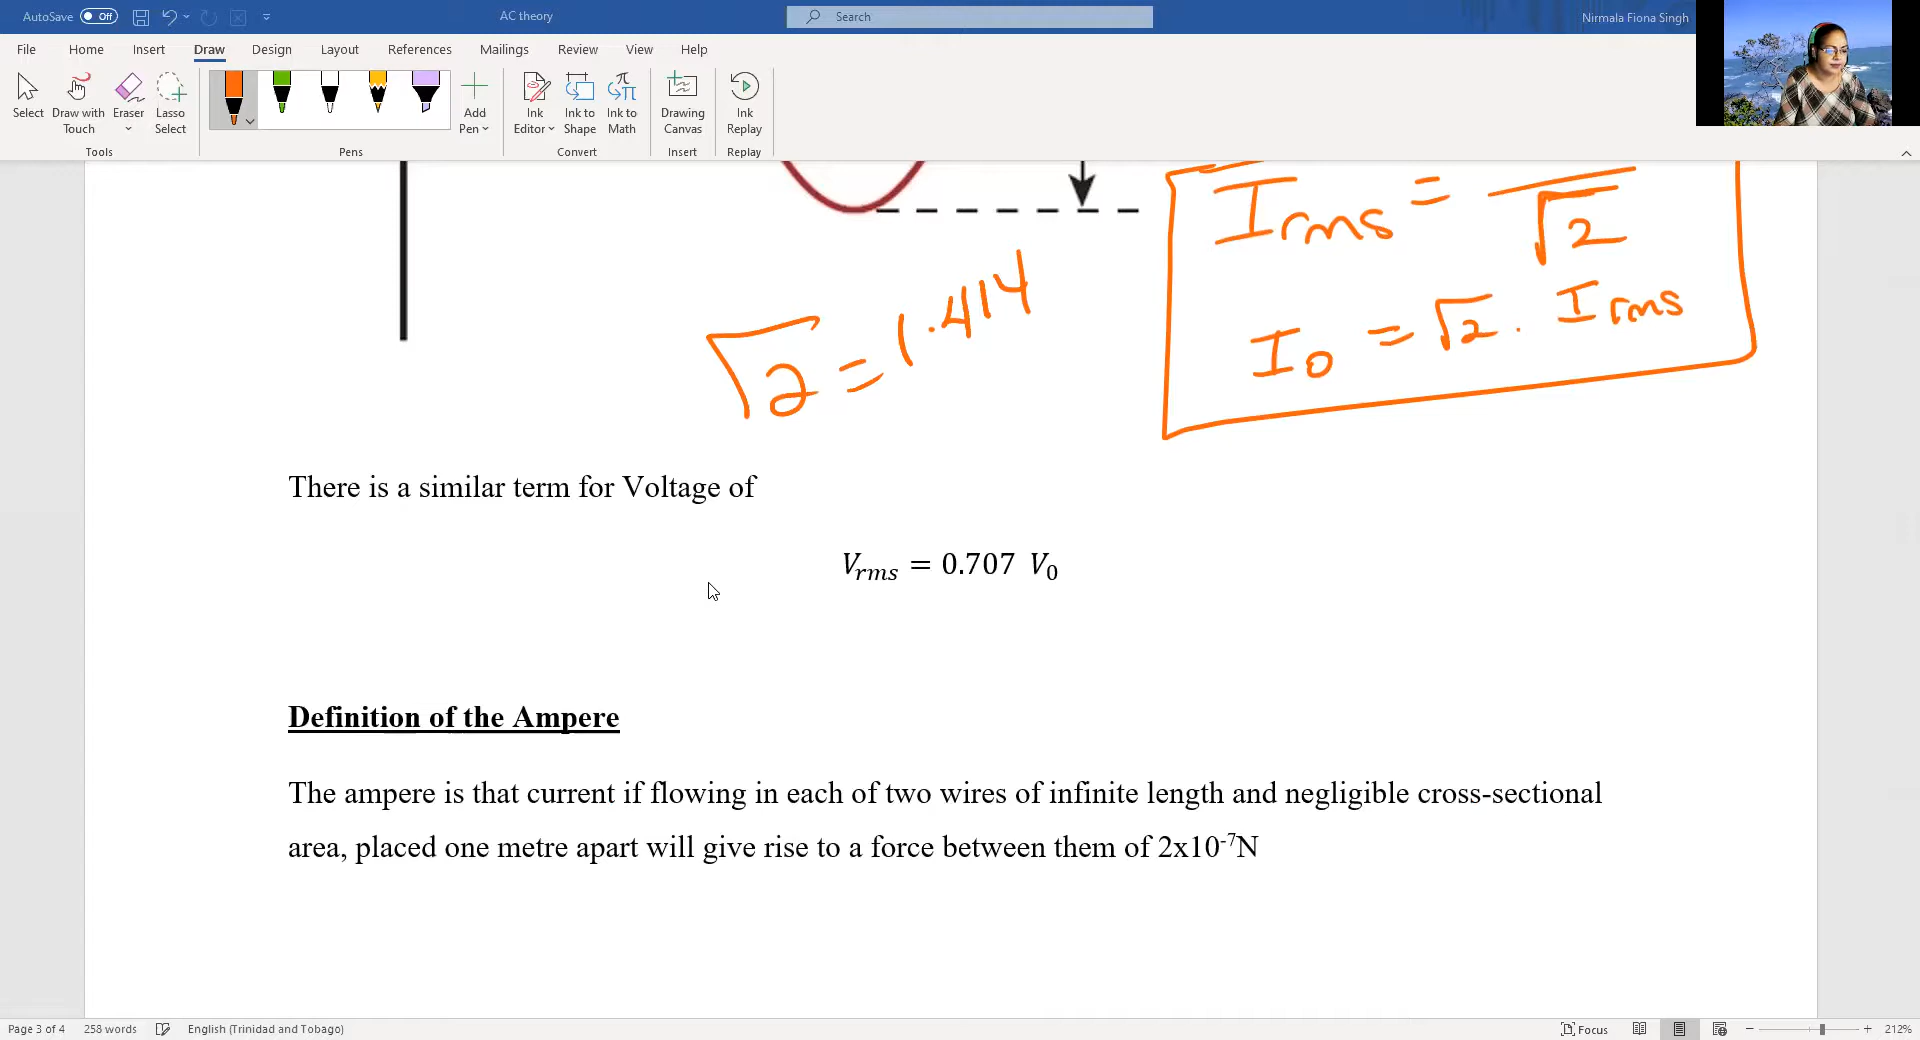 AutoSave Off AC theory Search Nirmala Fiona Singh
File Home Insert Draw Design Layout References Mailings Review View Help
Select Draw with Touch Eraser Lasso Select Add Pen Ink Editor Ink to Shape Ink to Math Drawing Canvas Ink Replay
Tools Pens Convert Insert Replay
Irms = /√2
I0 = √2 . Irms
√2 = 1.414
There is a similar term for Voltage of
Vrms = 0.707 V0
Definition of the Ampere
The ampere is that current if flowing in each of two wires of infinite length and negligible cross-sectional
area, placed one metre apart will give rise to a force between them of 2x10⁻⁷N
Page 3 of 4 258 words English (Trinidad and Tobago) Focus 212%